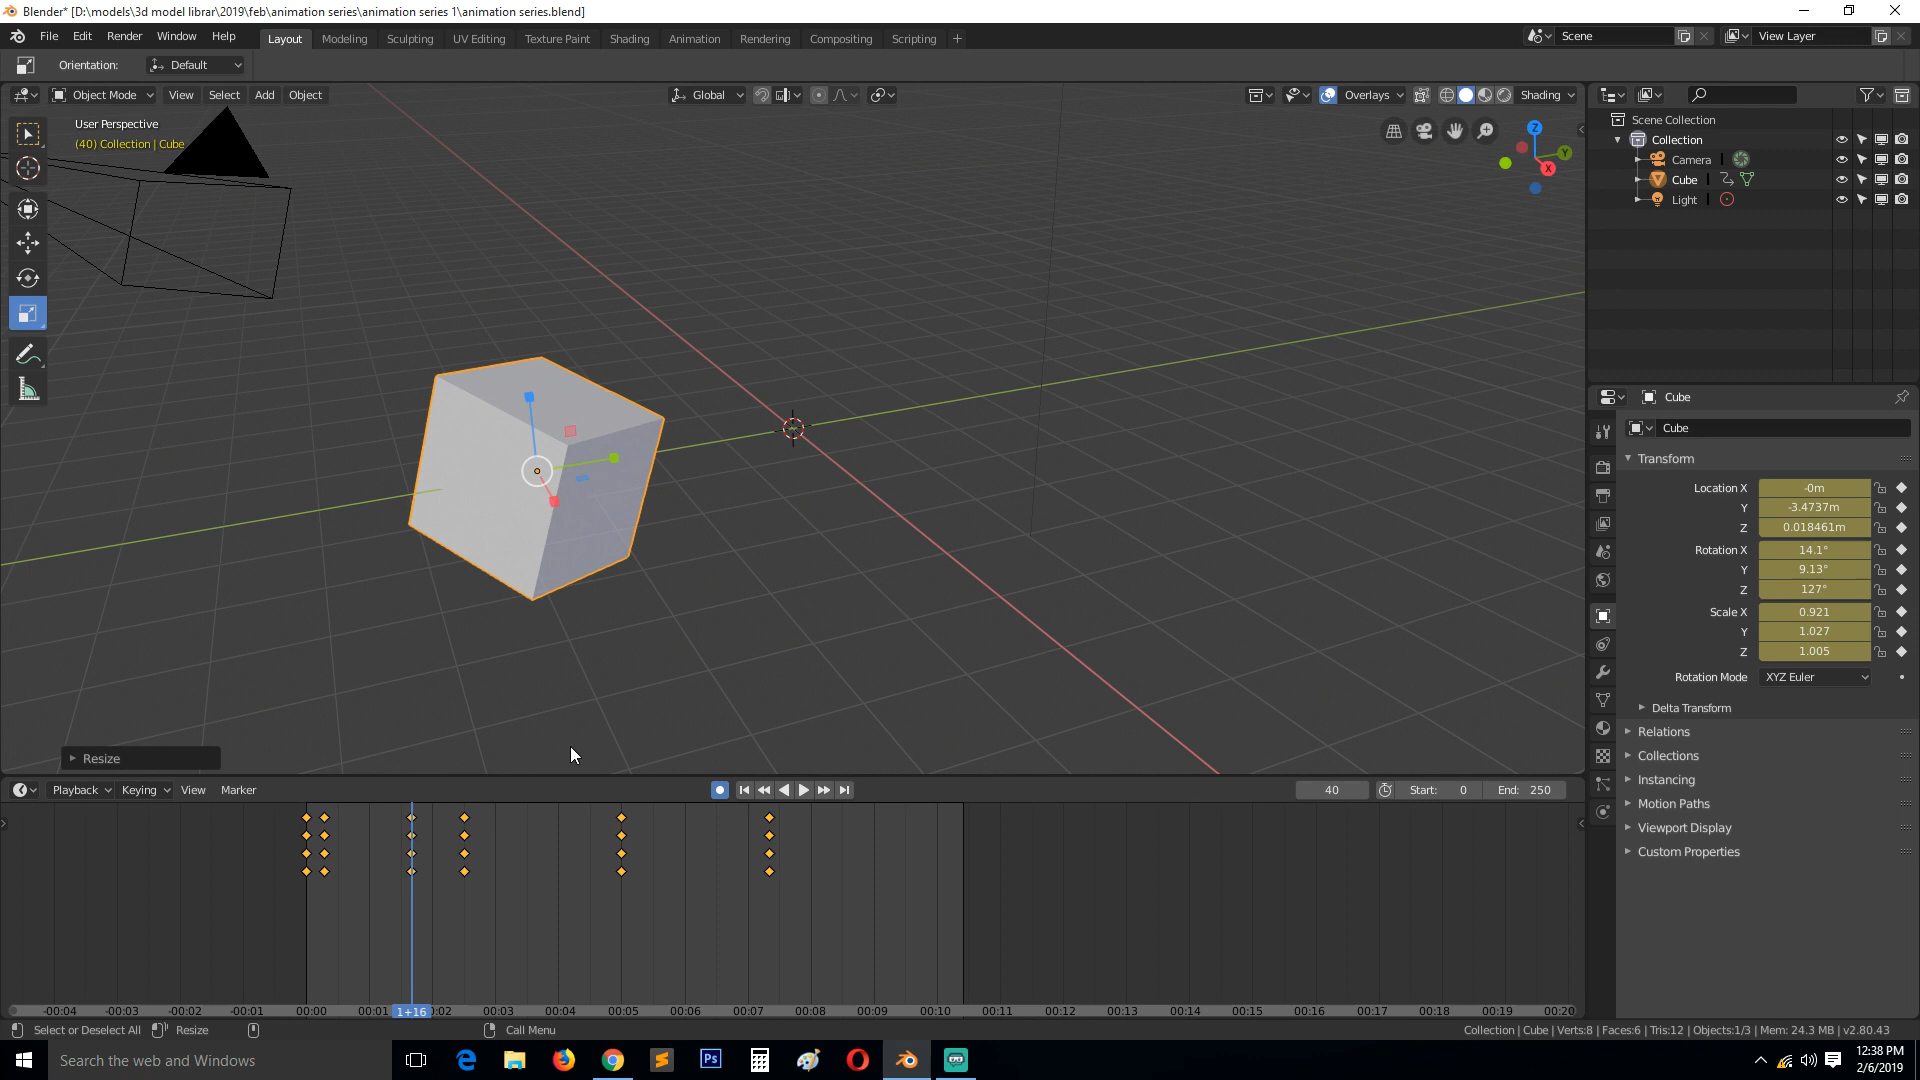 Blender* [D:\models\3d model librar\2019\feb\animation series\animation series 1\animation series.blend]
File Edit Render Window Help Layout Modeling Sculpting UV Editing Texture Paint Shading Animation Rendering Compositing Scripting + Scene View Layer
Orientation: Default
Object Mode View Select Add Object Global Overlays Shading
User Perspective
(40) Collection | Cube
Z
Y
X
Scene Collection
Collection
Camera
Cube
Light
Cube
Cube
Transform
Location X -0m
Y -3.4737m
Z 0.018461m
Rotation X 14.1°
Y 9.13°
Z 127°
Scale X 0.921
Y 1.027
Z 1.005
Rotation Mode XYZ Euler
Delta Transform
Relations
Collections
Instancing
Motion Paths
Viewport Display
Custom Properties
Resize
Playback Keying View Marker 40 Start: 0 End: 250
-00:04 -00:03 -00:02 -00:01 00:00 00:01 1+16 0:02 00:03 00:04 00:05 00:06 00:07 00:08 00:09 00:10 00:11 00:12 00:13 00:14 00:15 00:16 00:17 00:18 00:19 00:20
Select or Deselect All Resize Call Menu Collection | Cube | Verts:8 | Faces:6 | Tris:12 | Objects:1/3 | Mem: 24.3 MB | v2.80.43
Search the web and Windows Ps 12:38 PM
2/6/2019